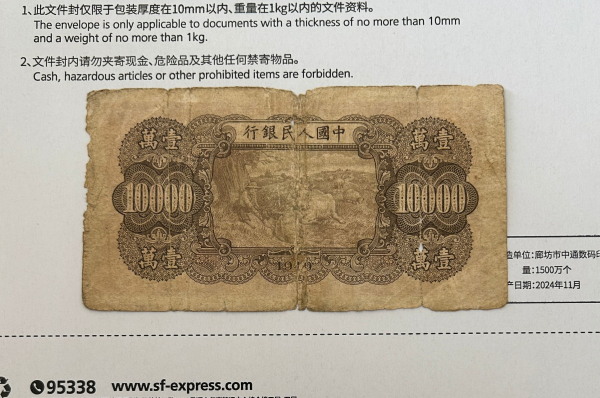 1、此文件封仅限于包装厚度在10mm以内、重量在1kg以内的文件资料。
The envelope is only applicable to documents with a thickness of no more than 10mm
and a weight of no more than 1kg.
2、文件封内请勿夹寄现金、危险品及其他任何禁寄物品。
Cash, hazardous articles or other prohibited items are forbidden.
萬壹
行銀民人國中
萬壹
10000
10000
萬壹
1949
萬壹
造单位:廊坊市中通数码印
量:1500万个
产日期:2024年11月
95338 www.sf-express.com